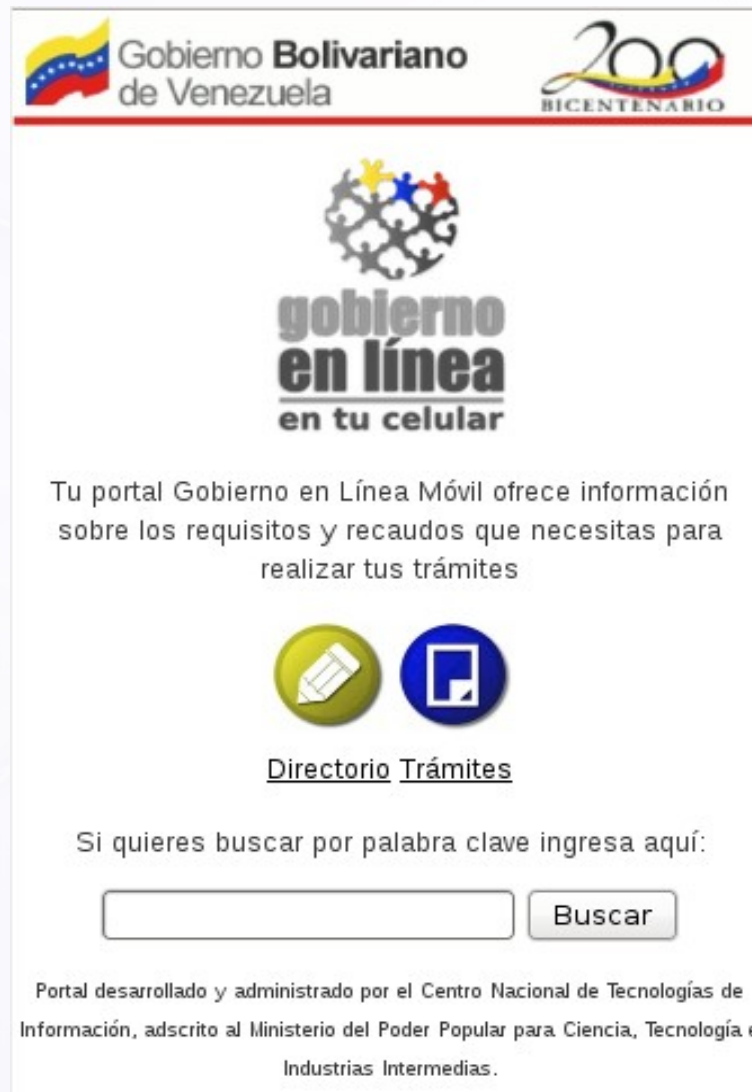 Gobierno Bolivariano
de Venezuela
200
BICENTENARIO
gobierno
en línea
en tu celular
Tu portal Gobierno en Línea Móvil ofrece información
sobre los requisitos y recaudos que necesitas para
realizar tus trámites
Directorio Trámites
Si quieres buscar por palabra clave ingresa aquí:
Buscar
Portal desarrollado y administrado por el Centro Nacional de Tecnologías de
Información, adscrito al Ministerio del Poder Popular para Ciencia, Tecnología e
Industrias Intermedias.